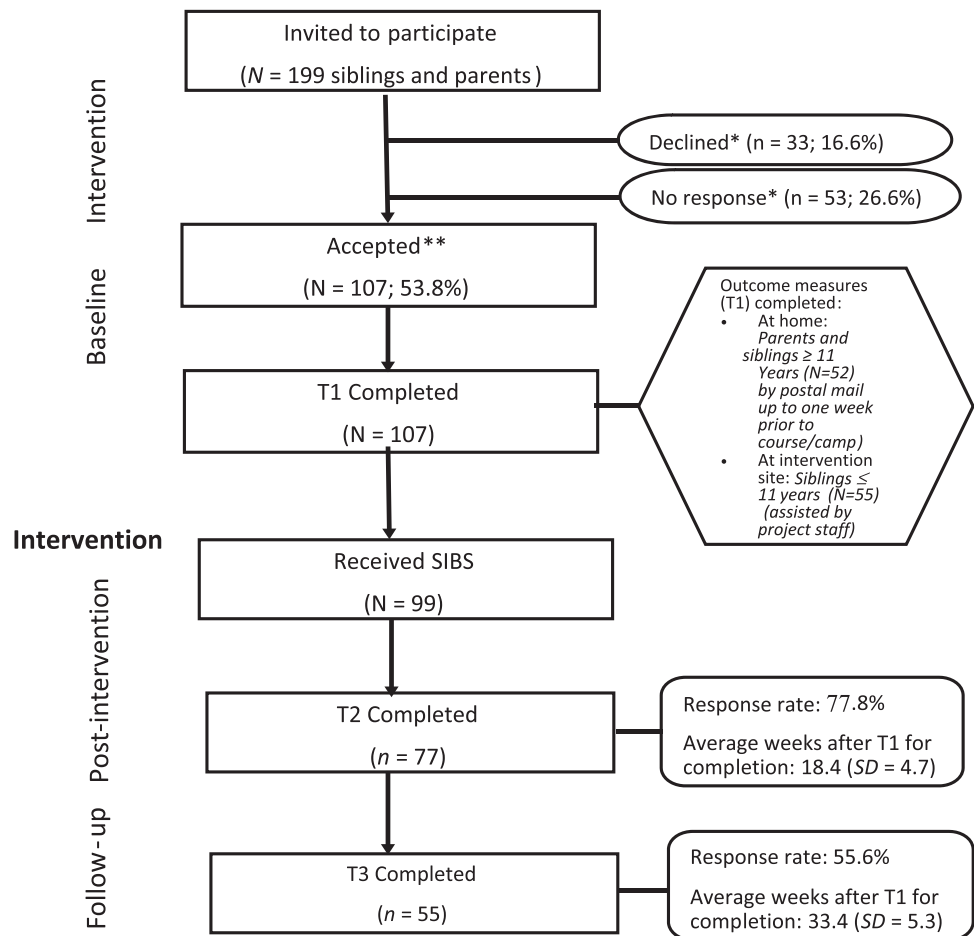 Invited to participate
(N = 199 siblings and parents )
Intervention
Declined* (n = 33; 16.6%)
No response* (n = 53; 26.6%)
Accepted**
(N = 107; 53.8%)
Baseline
Outcome measures
(T1) completed:
• At home:
Parents and
siblings ≥ 11
Years (N=52)
by postal mail
up to one week
prior to
course/camp)
• At intervention
site: Siblings ≤
11 years (N=55)
(assisted by
project staff)
T1 Completed
(N = 107)
Intervention
Received SIBS
(N = 99)
Post-intervention
T2 Completed
(n = 77)
Response rate: 77.8%
Average weeks after T1 for
completion: 18.4 (SD = 4.7)
Follow-up
T3 Completed
(n = 55)
Response rate: 55.6%
Average weeks after T1 for
completion: 33.4 (SD = 5.3)